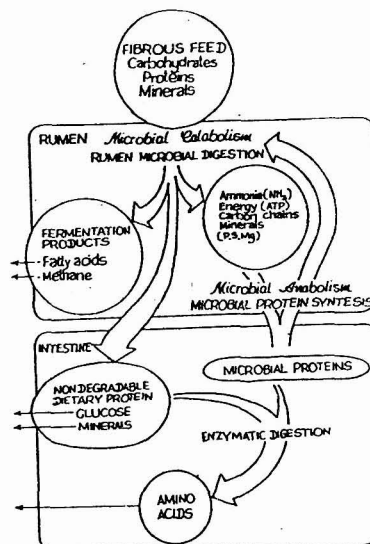 FIBROUS FEED
Carbohydrates
Proteins
Minerals
RUMEN Microbial Catabolism
RUMEN MICROBIAL DIGESTION
Ammonia (NH3)
Energy (ATP)
Carbon chains
Minerals
(P,S,Mg)
FERMENTATION
PRODUCTS
Fatty acids
Methane
Microbial Anabolism
MICROBIAL PROTEIN SYNTESIS
INTESTINE
MICROBIAL PROTEINS
NON DEGRADABLE
DIETARY PROTEIN
GLUCOSE
MINERALS
ENZYMATIC DIGESTION
AMINO
ACIDS